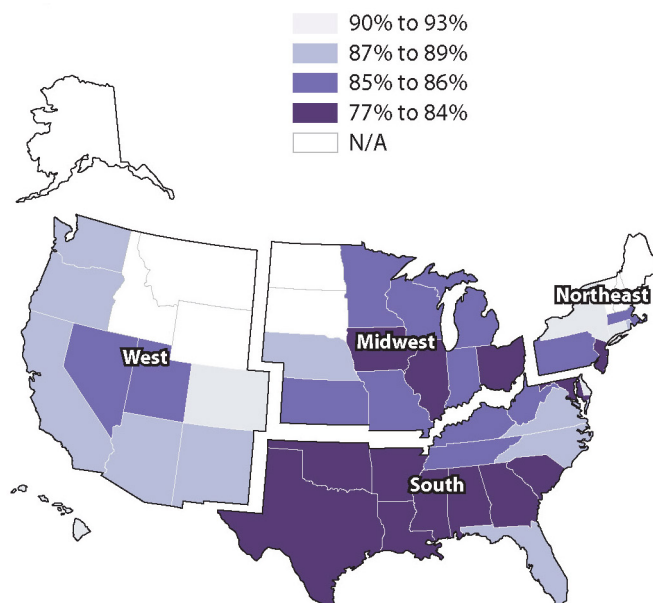 90% to 93%
87% to 89%
85% to 86%
77% to 84%
N/A
Northeast
Midwest
West
South